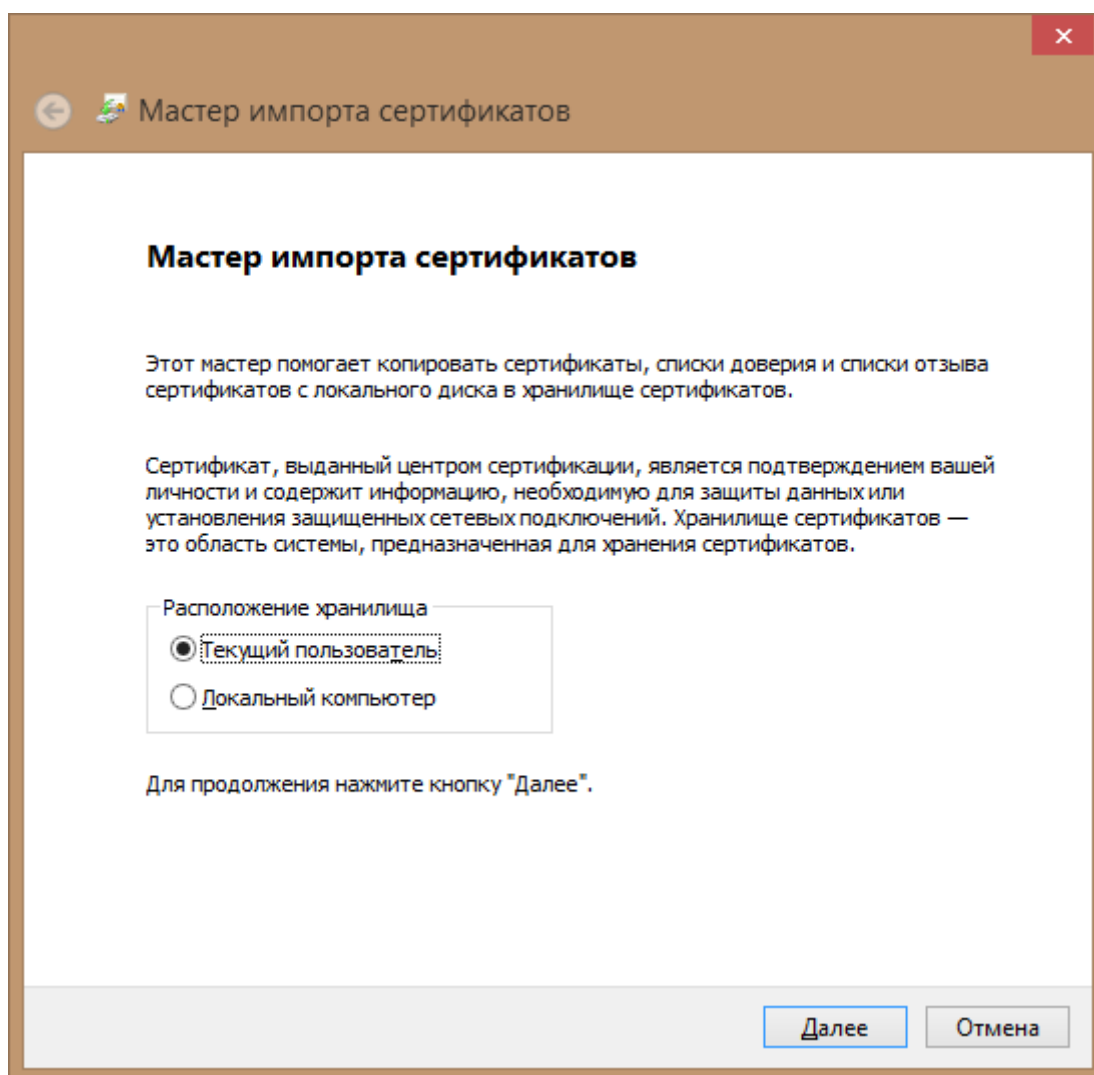 Мастер импорта сертификатов
Мастер импорта сертификатов
Этот мастер помогает копировать сертификаты, списки доверия и списки отзыва
сертификатов с локального диска в хранилище сертификатов.
Сертификат, выданный центром сертификации, является подтверждением вашей
личности и содержит информацию, необходимую для защиты данных или
установления защищенных сетевых подключений. Хранилище сертификатов —
это область системы, предназначенная для хранения сертификатов.
Расположение хранилища
Текущий пользователь
Локальный компьютер
Для продолжения нажмите кнопку "Далее".
Далее
Отмена